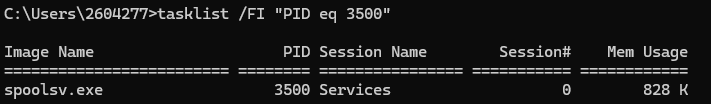 C:\Users\2604277>tasklist /FI "PID eq 3500"
Image Name                     PID Session Name        Session#    Mem Usage
========================= ======== ================ =========== ============
spoolsv.exe                   3500 Services                   0        828 K